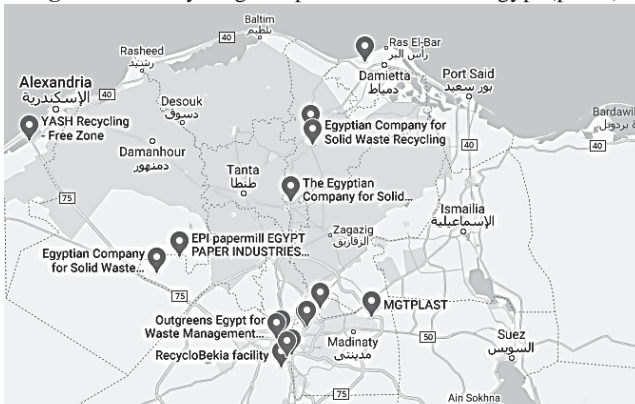 Baltim
بلطيم
40
Rasheed
رشيد
Ras El-Bar
رأس البر
Damietta
دمياط
Port Said
بور سعيد
Alexandria
الإسكندرية
40
Desouk
دسوق
YASH Recycling
- Free Zone
Egyptian Company for
Solid Waste Recycling
Damanhour
دمنهور
40
40
Tanta
طنطا
The Egyptian
Company for Solid...
75
Ismailia
الإسماعيلية
Zagazig
الزقازيق
EPI papermill EGYPT
PAPER INDUSTRIES...
Egyptian Company
for Solid Waste...
75
MGTPLAST
Outgreens Egypt for
Waste Management...
50
Madinaty
مدينتي
Suez
السويس
RecycloBekia facility
75
Ain Sokhna